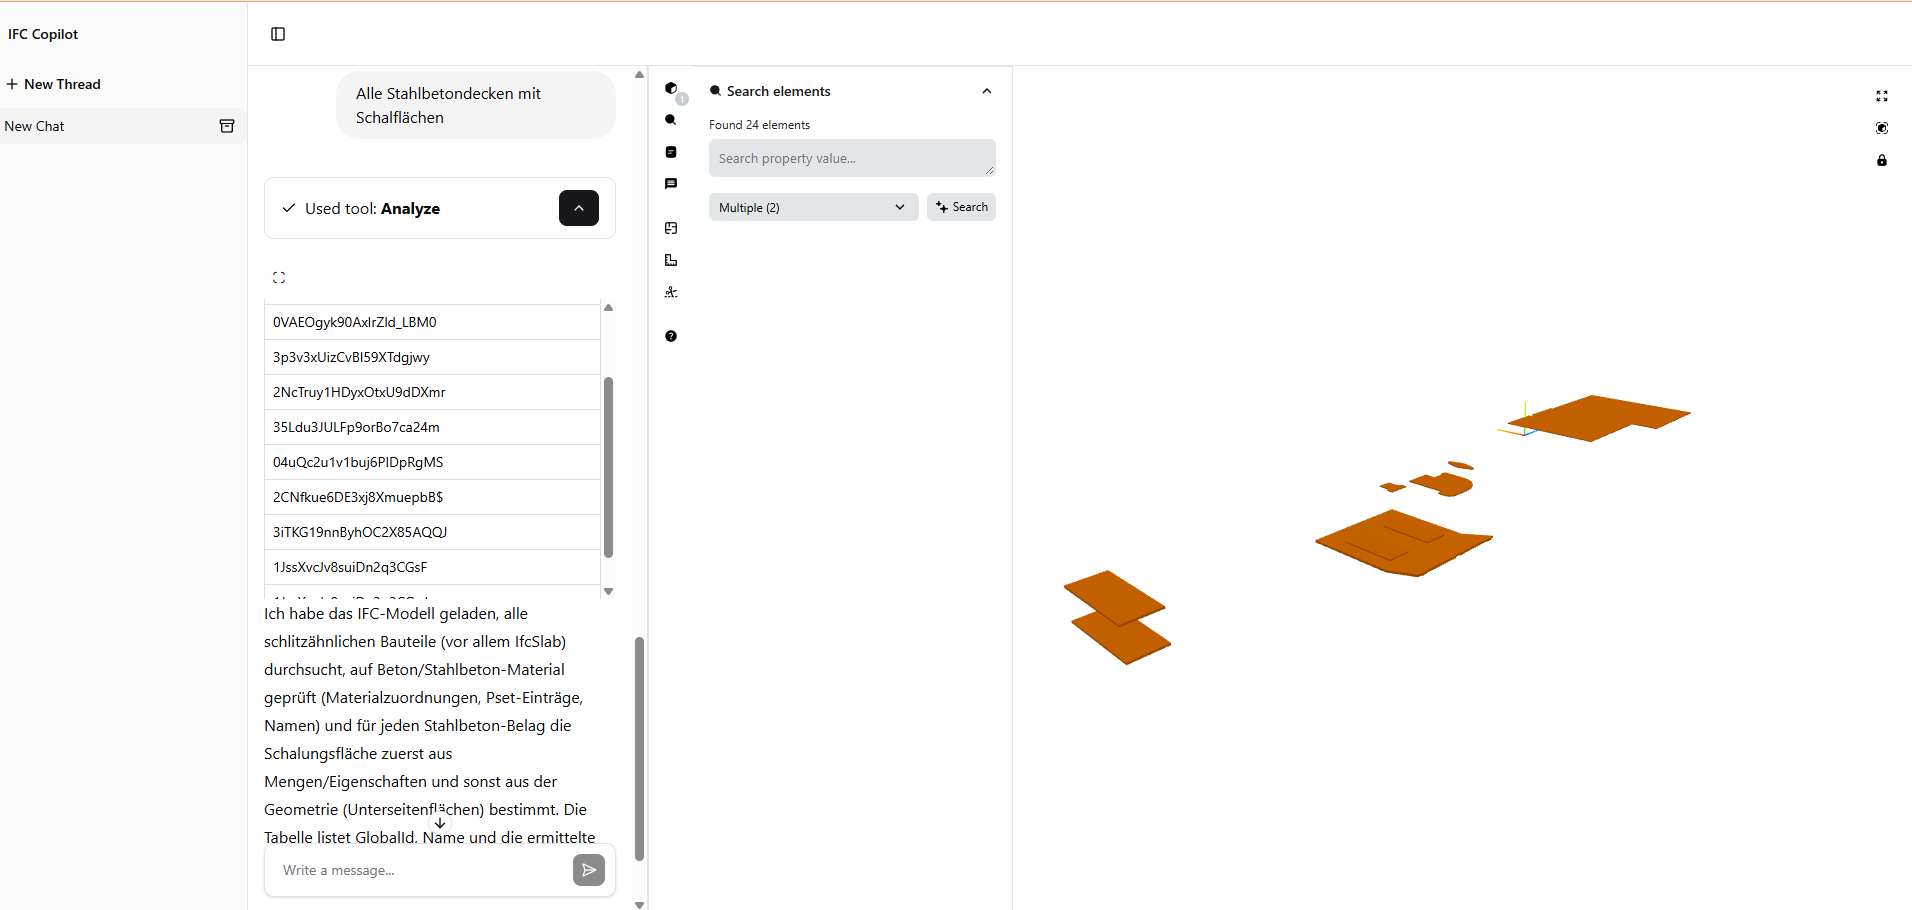 IFC Copilot
New Thread
New Chat
Alle Stahlbetondecken mit
Schalflächen
Used tool: Analyze
0VAEOgyk90AxlrZId_LBM0
3p3v3xUizCvBI59XTdgjwy
2NcTruy1HDyxOtxU9dDXmr
35Ldu3JULFp9orBo7ca24m
04uQc2u1v1buj6PIDpRgMS
2CNfkue6DE3xj8XmuepbB$
3iTKG19nnByhOC2X85AQQJ
1JssXvcJv8suiDn2q3CGsF
Ich habe das IFC-Modell geladen, alle
schlitzähnlichen Bauteile (vor allem IfcSlab)
durchsucht, auf Beton/Stahlbeton-Material
geprüft (Materialzuordnungen, Pset-Einträge,
Namen) und für jeden Stahlbeton-Belag die
Schalungsfläche zuerst aus
Mengen/Eigenschaften und sonst aus der
Geometrie (Unterseitenflächen) bestimmt. Die
Tabelle listet GlobalId, Name und die ermittelte
Write a message...
1
Search elements
Found 24 elements
Search property value...
Multiple (2)
Search